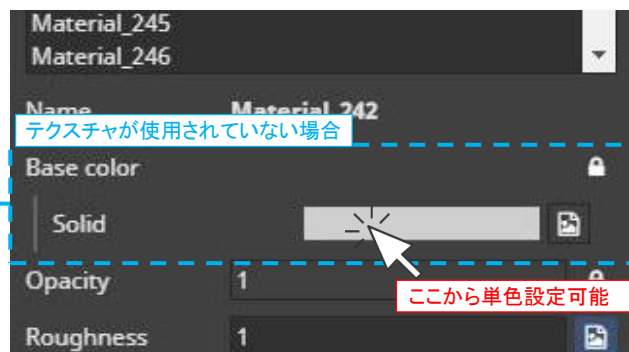 Material_245
Material_246
Name Material_242
テクスチャが使用されていない場合
Base color
Solid
Opacity 1
ここから単色設定可能
Roughness 1